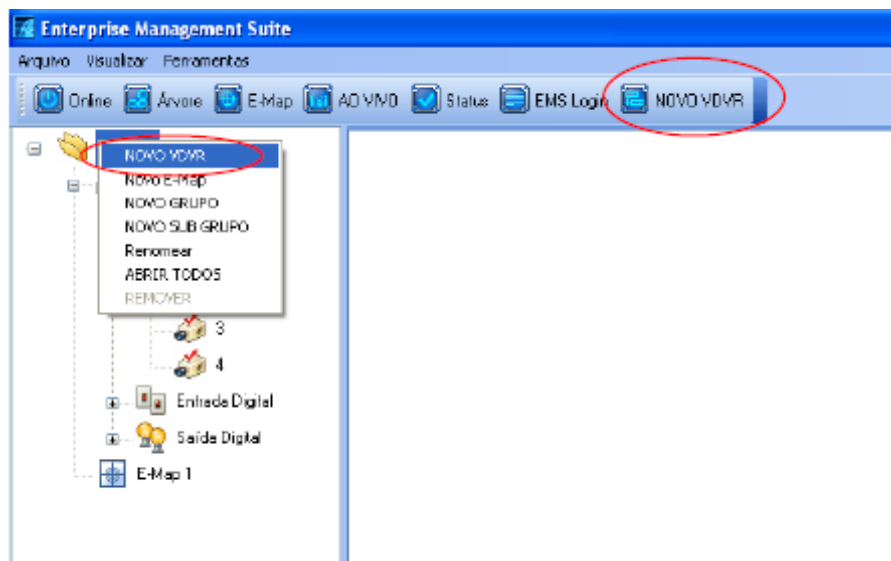 Enterprise Management Suite
Arquivo Visualizar Ferramentas
Online Árvore E-Map AO VIVO Status EMS Login NOVO VDVR
NOVO VDVR
Novo E-Map
NOVO GRUPO
NOVO SUB GRUPO
Renomear
ABRIR TODOS
REMOVER
3
4
Entrada Digital
Saída Digital
E-Map 1